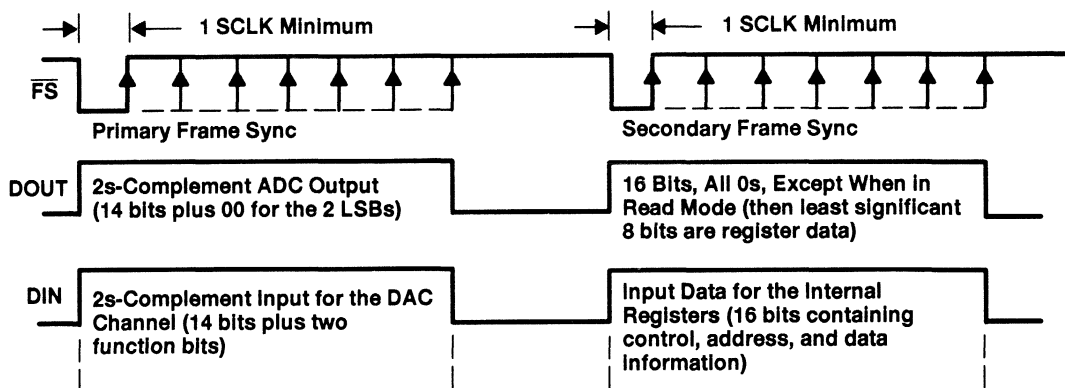 1 SCLK Minimum
1 SCLK Minimum
FS
Primary Frame Sync
Secondary Frame Sync
DOUT
2s-Complement ADC Output
(14 bits plus 00 for the 2 LSBs)
16 Bits, All 0s, Except When in
Read Mode (then least significant
8 bits are register data)
DIN
2s-Complement Input for the DAC
Channel (14 bits plus two
function bits)
Input Data for the Internal
Registers (16 bits containing
control, address, and data
information)